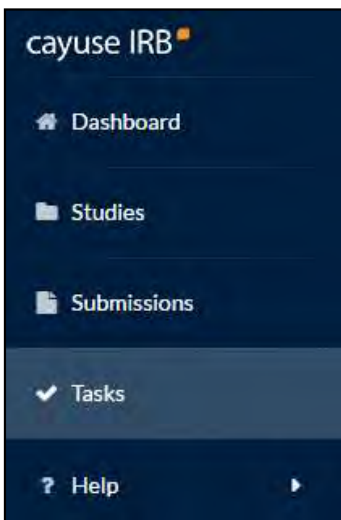 cayuse IRB
Dashboard
Studies
Submissions
Tasks
? Help